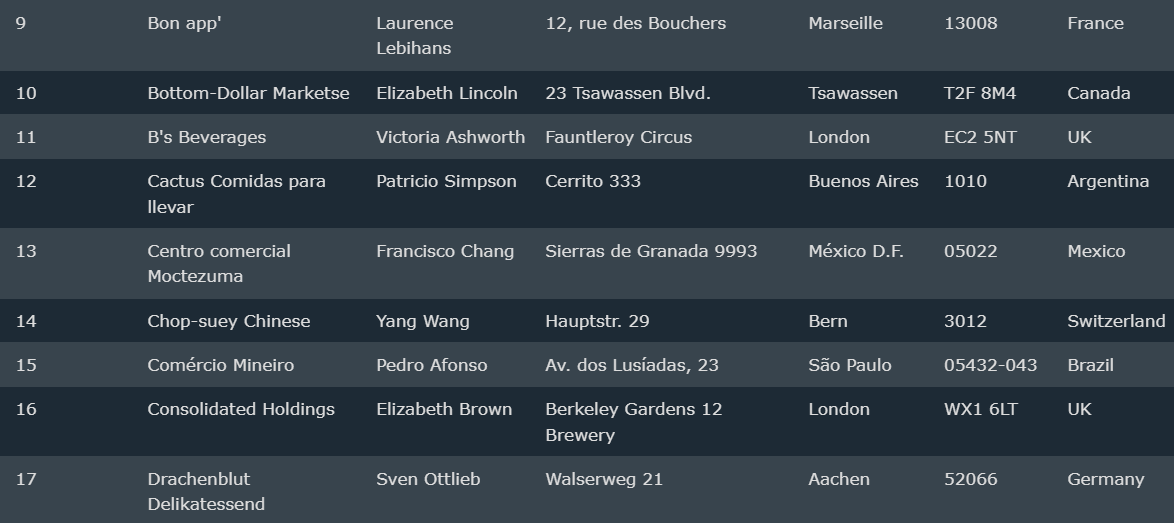 9 Bon app' Laurence Lebihans 12, rue des Bouchers Marseille 13008 France
10 Bottom-Dollar Marketse Elizabeth Lincoln 23 Tsawassen Blvd. Tsawassen T2F 8M4 Canada
11 B's Beverages Victoria Ashworth Fauntleroy Circus London EC2 5NT UK
12 Cactus Comidas para llevar Patricio Simpson Cerrito 333 Buenos Aires 1010 Argentina
13 Centro comercial Moctezuma Francisco Chang Sierras de Granada 9993 México D.F. 05022 Mexico
14 Chop-suey Chinese Yang Wang Hauptstr. 29 Bern 3012 Switzerland
15 Comércio Mineiro Pedro Afonso Av. dos Lusíadas, 23 São Paulo 05432-043 Brazil
16 Consolidated Holdings Elizabeth Brown Berkeley Gardens 12 Brewery London WX1 6LT UK
17 Drachenblut Delikatessend Sven Ottlieb Walserweg 21 Aachen 52066 Germany